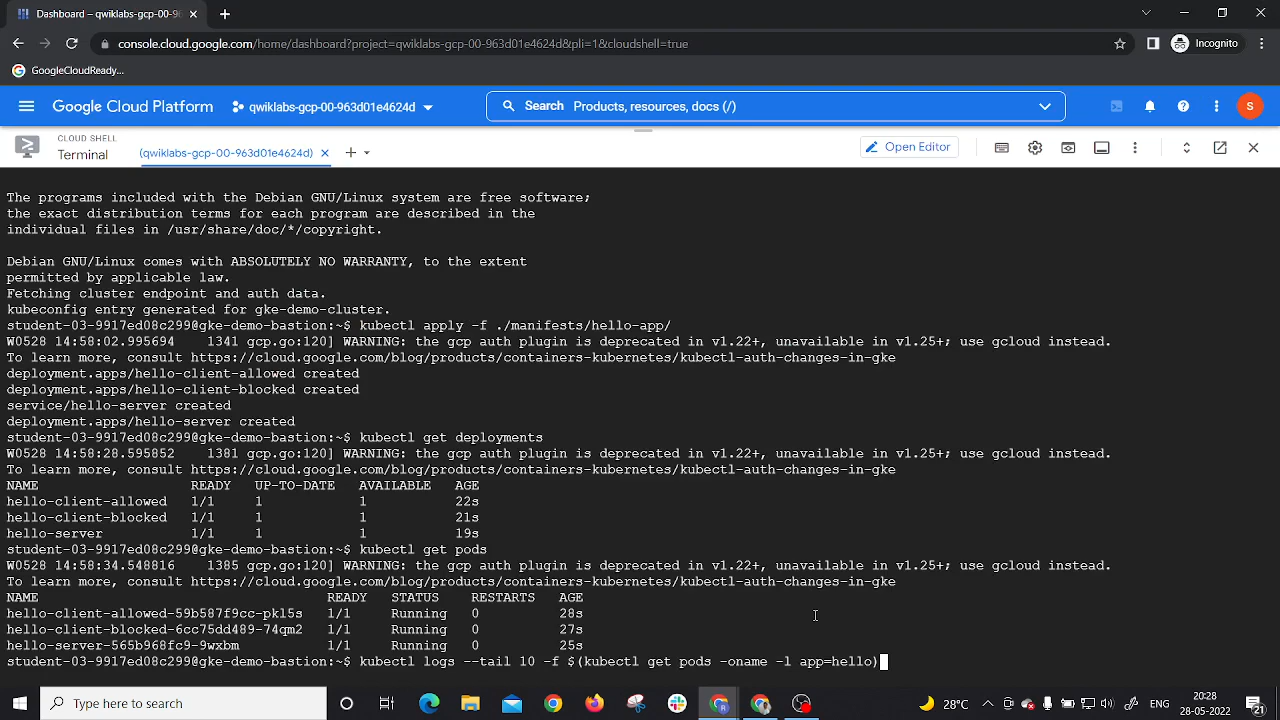 Dashboard – qwiklabs-gcp-00-963
console.cloud.google.com/home/dashboard?project=qwiklabs-gcp-00-963d01e4624d&pli=1&cloudshell=true
Incognito
GoogleCloudReady...
Google Cloud Platform
qwiklabs-gcp-00-963d01e4624d
Search Products, resources, docs (/)
S
CLOUD SHELL
Terminal
(qwiklabs-gcp-00-963d01e4624d)
Open Editor
The programs included with the Debian GNU/Linux system are free software;
the exact distribution terms for each program are described in the
individual files in /usr/share/doc/*/copyright.
Debian GNU/Linux comes with ABSOLUTELY NO WARRANTY, to the extent
permitted by applicable law.
Fetching cluster endpoint and auth data.
kubeconfig entry generated for gke-demo-cluster.
student-03-9917ed08c299@gke-demo-bastion:~$ kubectl apply -f ./manifests/hello-app/
W0528 14:58:02.995694 1341 gcp.go:120] WARNING: the gcp auth plugin is deprecated in v1.22+, unavailable in v1.25+; use gcloud instead.
To learn more, consult https://cloud.google.com/blog/products/containers-kubernetes/kubectl-auth-changes-in-gke
deployment.apps/hello-client-allowed created
deployment.apps/hello-client-blocked created
service/hello-server created
deployment.apps/hello-server created
student-03-9917ed08c299@gke-demo-bastion:~$ kubectl get deployments
W0528 14:58:28.595852 1381 gcp.go:120] WARNING: the gcp auth plugin is deprecated in v1.22+, unavailable in v1.25+; use gcloud instead.
To learn more, consult https://cloud.google.com/blog/products/containers-kubernetes/kubectl-auth-changes-in-gke
NAME READY UP-TO-DATE AVAILABLE AGE
hello-client-allowed 1/1 1 1 22s
hello-client-blocked 1/1 1 1 21s
hello-server 1/1 1 1 19s
student-03-9917ed08c299@gke-demo-bastion:~$ kubectl get pods
W0528 14:58:34.548816 1385 gcp.go:120] WARNING: the gcp auth plugin is deprecated in v1.22+, unavailable in v1.25+; use gcloud instead.
To learn more, consult https://cloud.google.com/blog/products/containers-kubernetes/kubectl-auth-changes-in-gke
NAME READY STATUS RESTARTS AGE
hello-client-allowed-59b587f9cc-pkl5s 1/1 Running 0 28s
hello-client-blocked-6cc75dd489-74qm2 1/1 Running 0 27s
hello-server-565b968fc9-9wxbm 1/1 Running 0 25s
student-03-9917ed08c299@gke-demo-bastion:~$ kubectl logs --tail 10 -f $(kubectl get pods -oname -l app=hello)
Type here to search
28°C
ENG
20:28
28-05-2022
21